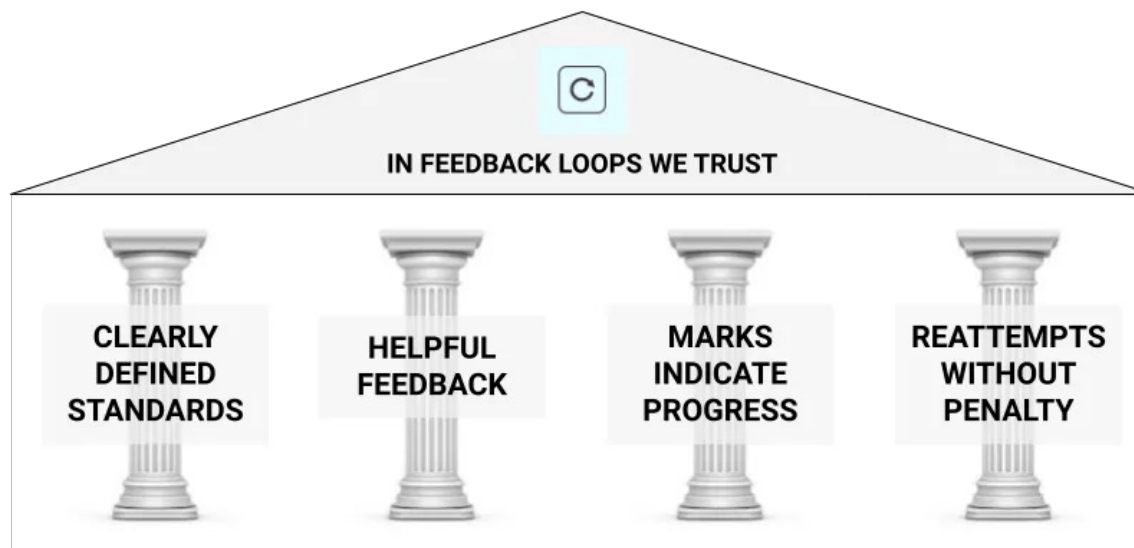 IN FEEDBACK LOOPS WE TRUST
CLEARLY
DEFINED
STANDARDS
HELPFUL
FEEDBACK
MARKS
INDICATE
PROGRESS
REATTEMPTS
WITHOUT
PENALTY